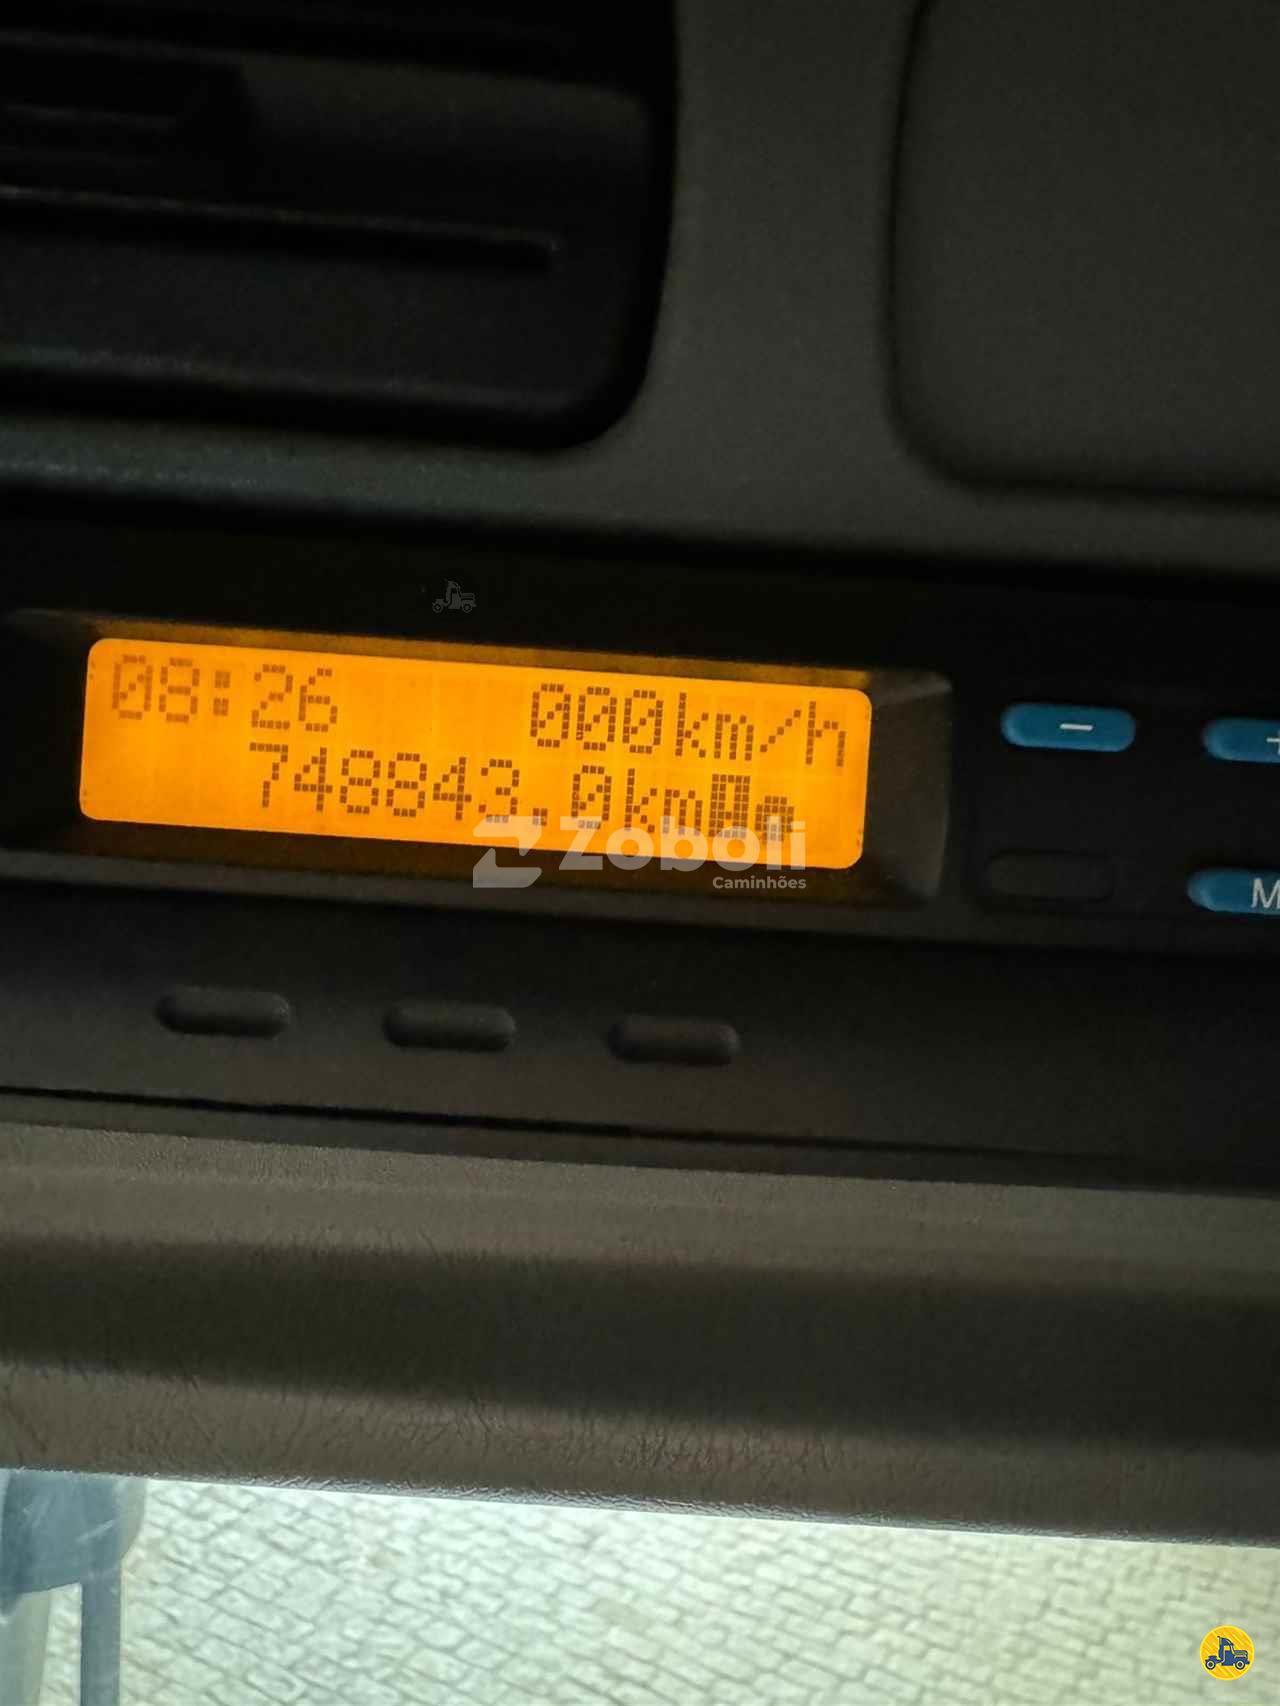 08:26 000km/h
748843.0km
Zoboli
Caminhões
−
+
M